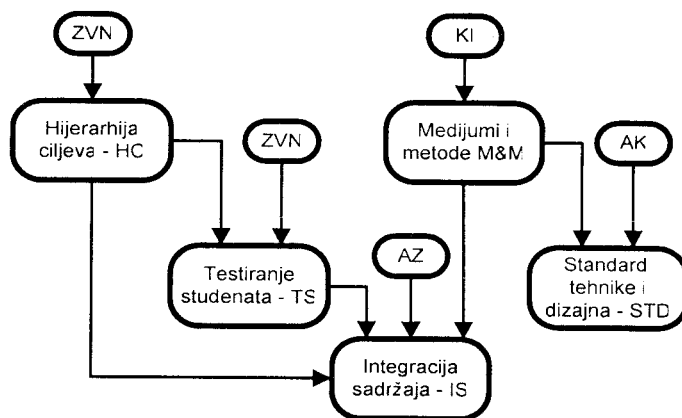 ZVN
KI
Hijerarhija
ciljeva - HC
ZVN
Medijumi i
metode M&M
AK
Testiranje
studenata - TS
AZ
Standard
tehnike i
dizajna - STD
Integracija
sadržaja - IS